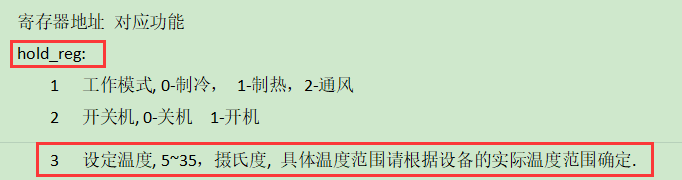 寄存器地址 对应功能
hold_reg:
1 工作模式, 0-制冷, 1-制热, 2-通风
2 开关机, 0-关机 1-开机
3 设定温度, 5~35, 摄氏度, 具体温度范围请根据设备的实际温度范围确定.